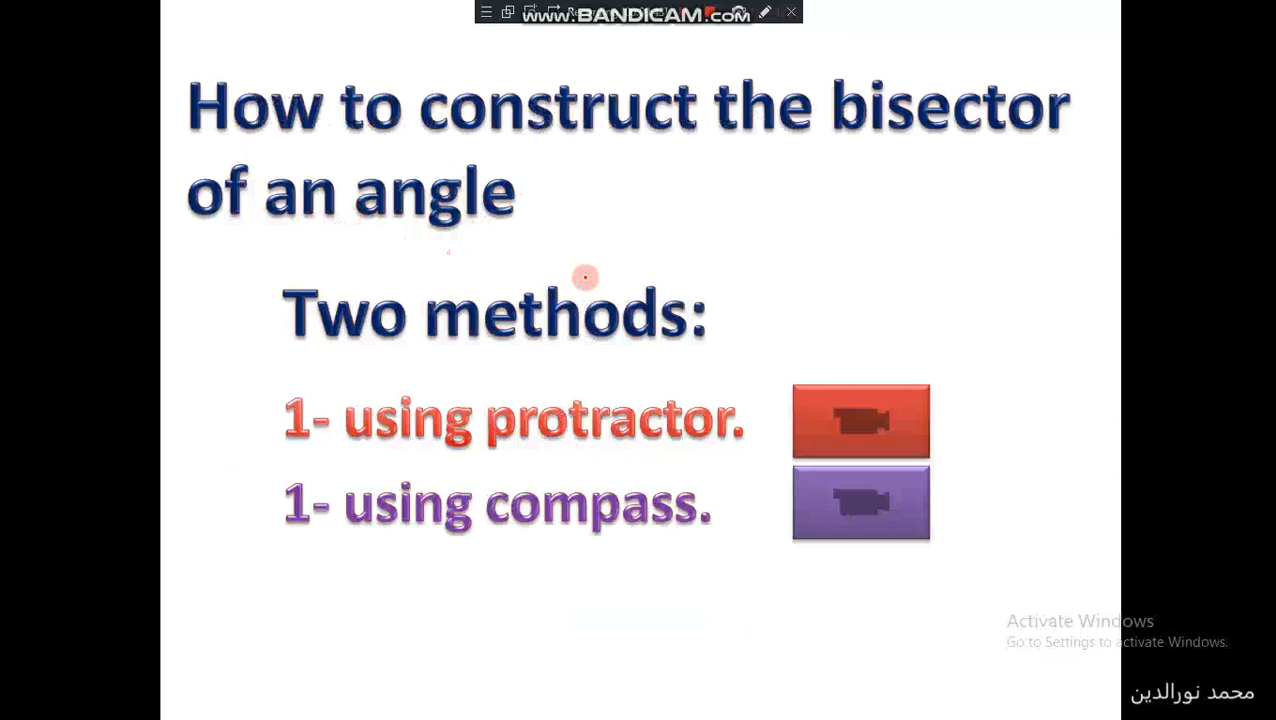 www.BANDICAM.com
How to construct the bisector
of an angle
Two methods:
1- using protractor.
1- using compass.
Activate Windows
Go to Settings to activate Windows.
محمد نورالدين